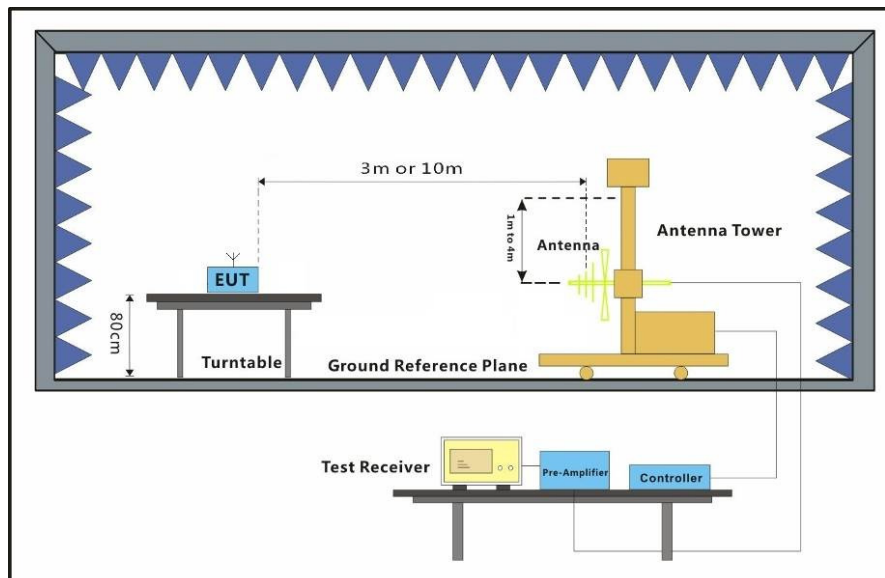 3m or 10m
1m to 4m
Antenna
Antenna Tower
EUT
80cm
Turntable
Ground Reference Plane
Test Receiver
Pre-Amplifier
Controller